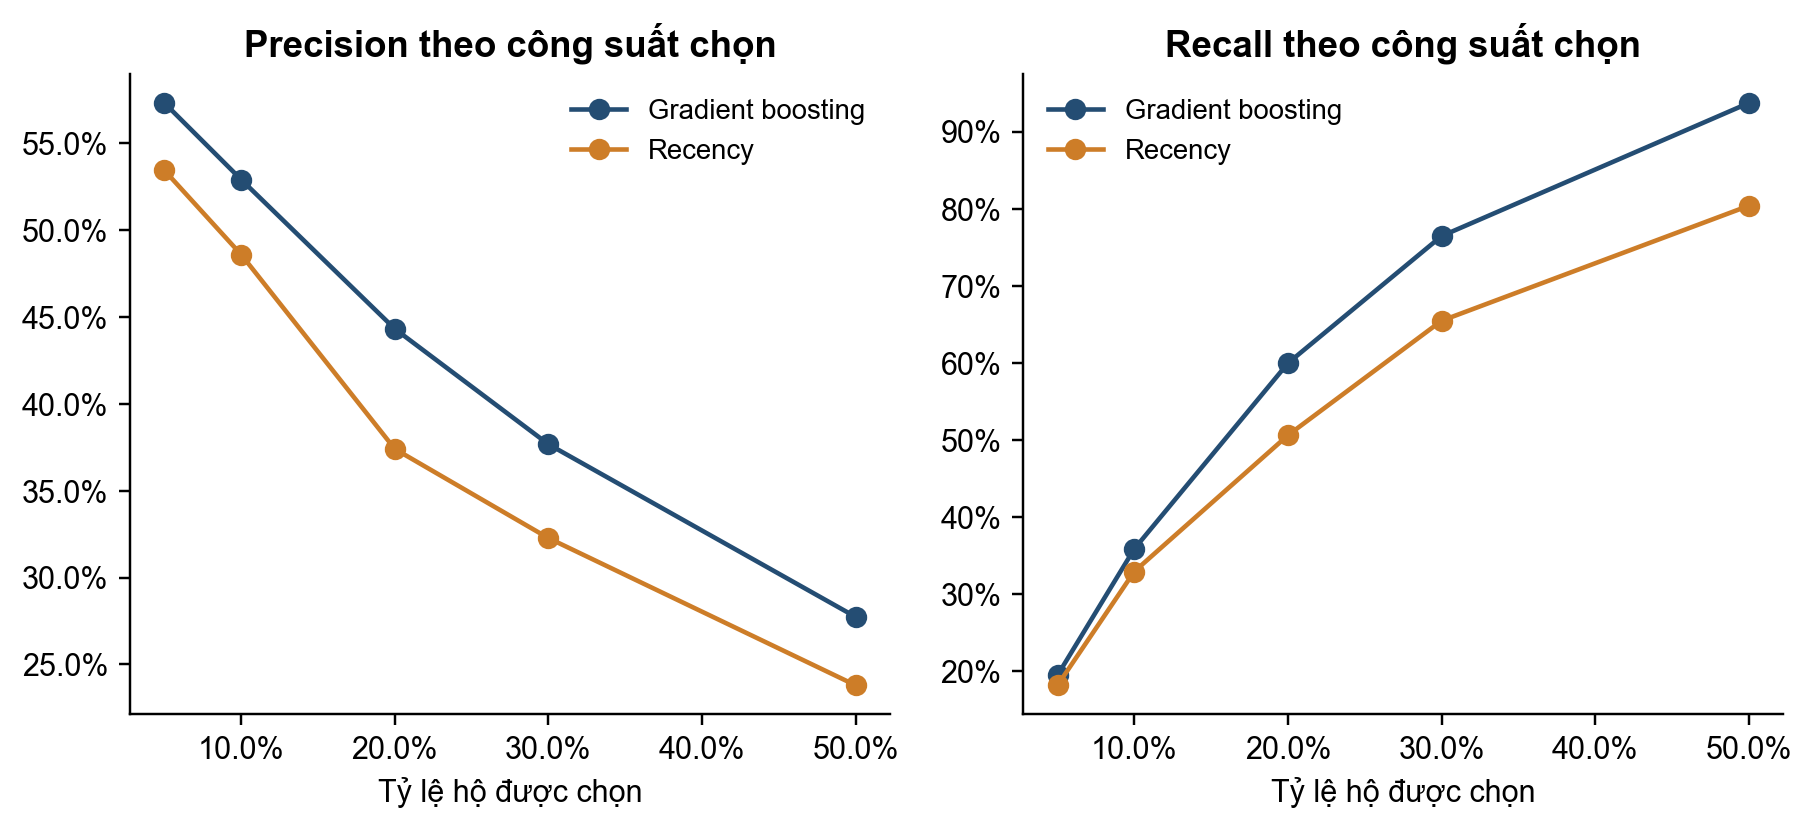 Precision theo công suất chọn
Gradient boosting
Recency
55.0%
50.0%
45.0%
40.0%
35.0%
30.0%
25.0%
10.0% 20.0% 30.0% 40.0% 50.0%
Tỷ lệ hộ được chọn
Recall theo công suất chọn
Gradient boosting
Recency
90%
80%
70%
60%
50%
40%
30%
20%
10.0% 20.0% 30.0% 40.0% 50.0%
Tỷ lệ hộ được chọn